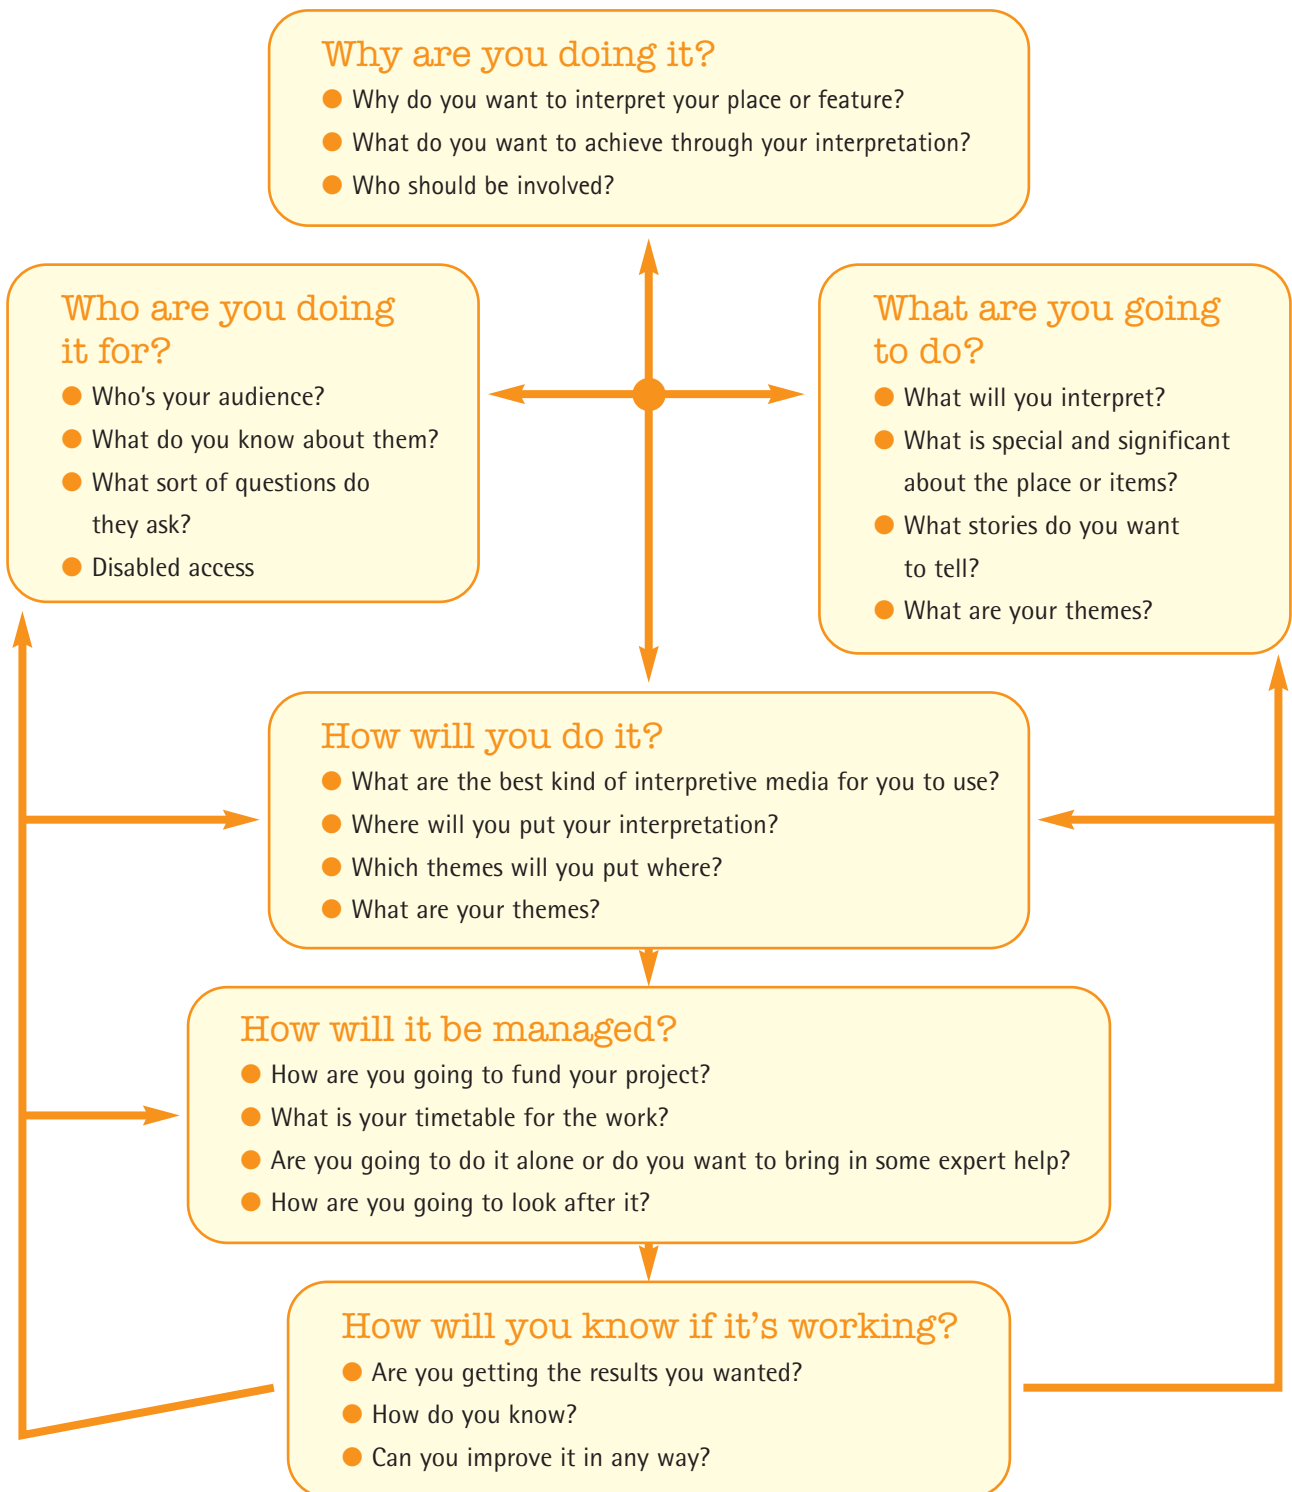 Why are you doing it?
Why do you want to interpret your place or feature?
What do you want to achieve through your interpretation?
Who should be involved?
Who are you doing
it for?
Who's your audience?
What do you know about them?
What sort of questions do
they ask?
Disabled access
What are you going
to do?
What will you interpret?
What is special and significant
about the place or items?
What stories do you want
to tell?
What are your themes?
How will you do it?
What are the best kind of interpretive media for you to use?
Where will you put your interpretation?
Which themes will you put where?
What are your themes?
How will it be managed?
How are you going to fund your project?
What is your timetable for the work?
Are you going to do it alone or do you want to bring in some expert help?
How are you going to look after it?
How will you know if it's working?
Are you getting the results you wanted?
How do you know?
Can you improve it in any way?